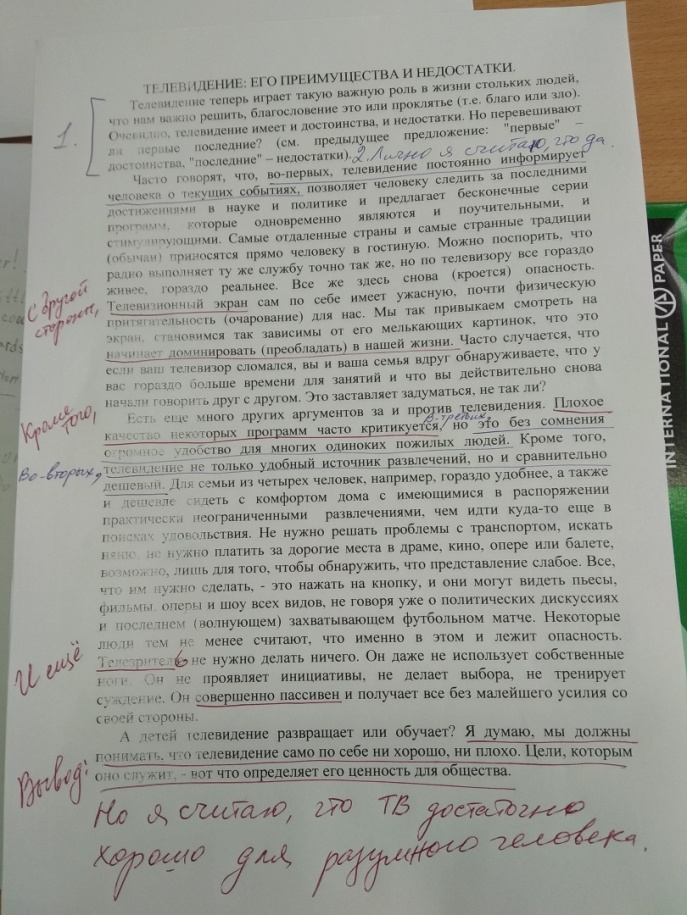 ТЕЛЕВИДЕНИЕ: ЕГО ПРЕИМУЩЕСТВА И НЕДОСТАТКИ.
1.
Телевидение теперь играет такую важную роль в жизни стольких людей,
что нам важно решить, благословение это или проклятье (т.е. благо или зло).
Очевидно, телевидение имеет и достоинства, и недостатки. Но перевешивают
ли первые последние? (см. предыдущее предложение: "первые" –
достоинства, "последние" – недостатки). 2. Лично я считаю, что да.
Часто говорят, что, во-первых, телевидение постоянно информирует
человека о текущих событиях, позволяет человеку следить за последними
достижениями в науке и политике и предлагает бесконечные серии
программ, которые одновременно являются и поучительными, и
стимулирующими. Самые отдаленные страны и самые странные традиции
(обычаи) приносятся прямо человеку в гостиную. Можно поспорить, что
радио выполняет ту же службу точно так же, но по телевизору все гораздо
живее, гораздо реальнее. Все же здесь снова (кроется) опасность.
С другой стороны,
Телевизионный экран сам по себе имеет ужасную, почти физическую
притягательность (очарование) для нас. Мы так привыкаем смотреть на
экран, становимся так зависимы от его мелькающих картинок, что это
начинает доминировать (преобладать) в нашей жизни. Часто случается, что
если ваш телевизор сломался, вы и ваша семья вдруг обнаруживаете, что у
вас гораздо больше времени для занятий и что вы действительно снова
начали говорить друг с другом. Это заставляет задуматься, не так ли?
Кроме того,
Есть еще много других аргументов за и против телевидения. Плохое
в-третьих,
качество некоторых программ часто критикуется, но это без сомнения
огромное удобство для многих одиноких пожилых людей. Кроме того,
Во-вторых,
телевидение не только удобный источник развлечений, но и сравнительно
дешевый. Для семьи из четырех человек, например, гораздо удобнее, а также
и дешевле сидеть с комфортом дома с имеющимися в распоряжении
практически неограниченными развлечениями, чем идти куда-то еще в
поисках удовольствия. Не нужно решать проблемы с транспортом, искать
няню, не нужно платить за дорогие места в драме, кино, опере или балете,
возможно, лишь для того, чтобы обнаружить, что представление слабое. Все,
что им нужно сделать, - это нажать на кнопку, и они могут видеть пьесы,
фильмы, оперы и шоу всех видов, не говоря уже о политических дискуссиях
и последнем (волнующем) захватывающем футбольном матче. Некоторые
люди тем не менее считают, что именно в этом и лежит опасность.
И ещё
Телезритель не нужно делать ничего. Он даже не использует собственные
ноги. Он не проявляет инициативы, не делает выбора, не тренирует
суждение. Он совершенно пассивен и получает все без малейшего усилия со
своей стороны.
А детей телевидение развращает или обучает? Я думаю, мы должны
Вывод:
понимать, что телевидение само по себе ни хорошо, ни плохо. Цели, которым
оно служит, - вот что определяет его ценность для общества.
Но я считаю, что ТВ достаточно
хорошо для разумного человека.
INTERNATIONAL PAPER